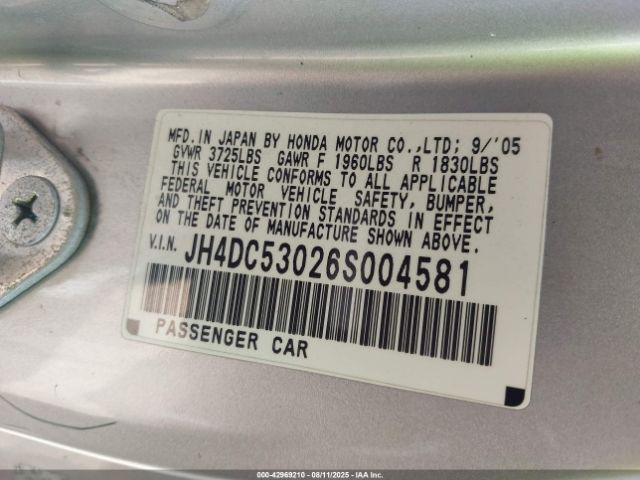 MFD.IN JAPAN BY HONDA MOTOR CO.,LTD; 9/'05
GVWR 3725LBS GAWR F 1960LBS R 1830LBS
THIS VEHICLE CONFORMS TO ALL APPLICABLE
FEDERAL MOTOR VEHICLE SAFETY, BUMPER,
AND THEFT PREVENTION STANDARDS IN EFFECT
ON THE DATE OF MANUFACTURE SHOWN ABOVE.
V.I.N. JH4DC53026S004581
PASSENGER CAR
000-42969210 - 08/11/2025 - Copyright IAA, Inc.